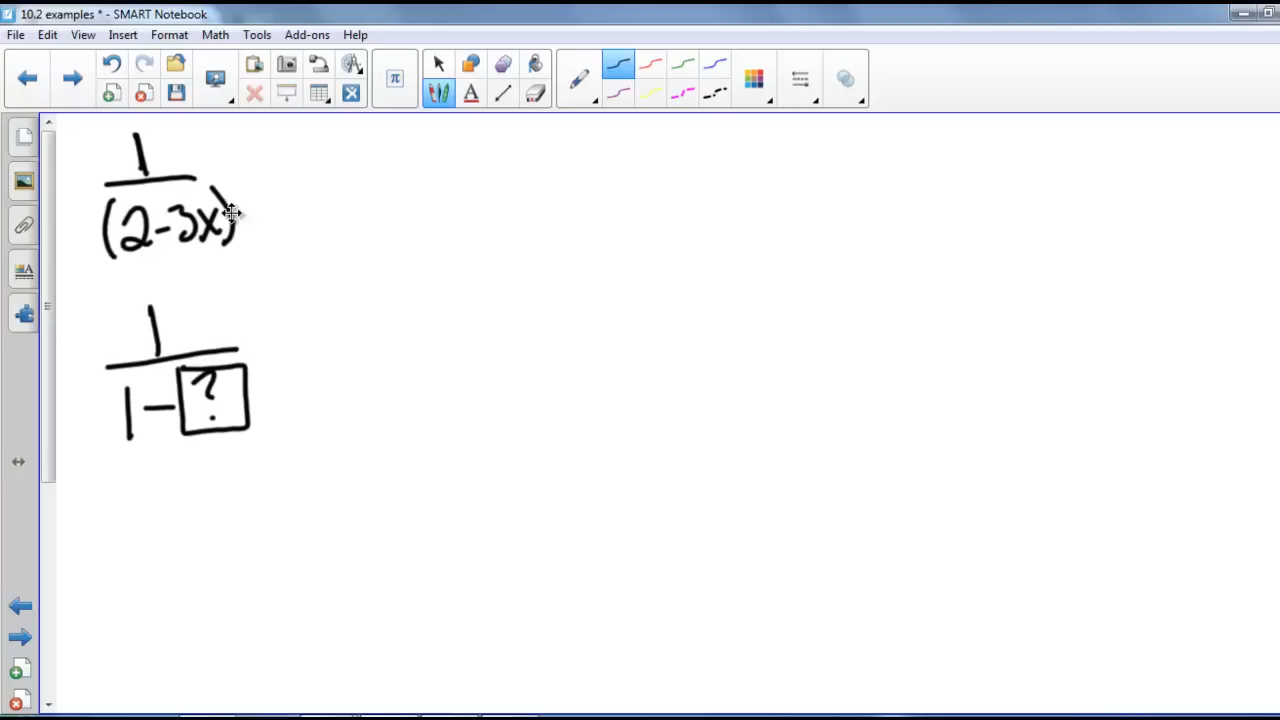 10.2 examples * - SMART Notebook
File Edit View Insert Format Math Tools Add-ons Help
π
A
1
(2-3x)
1
1-?